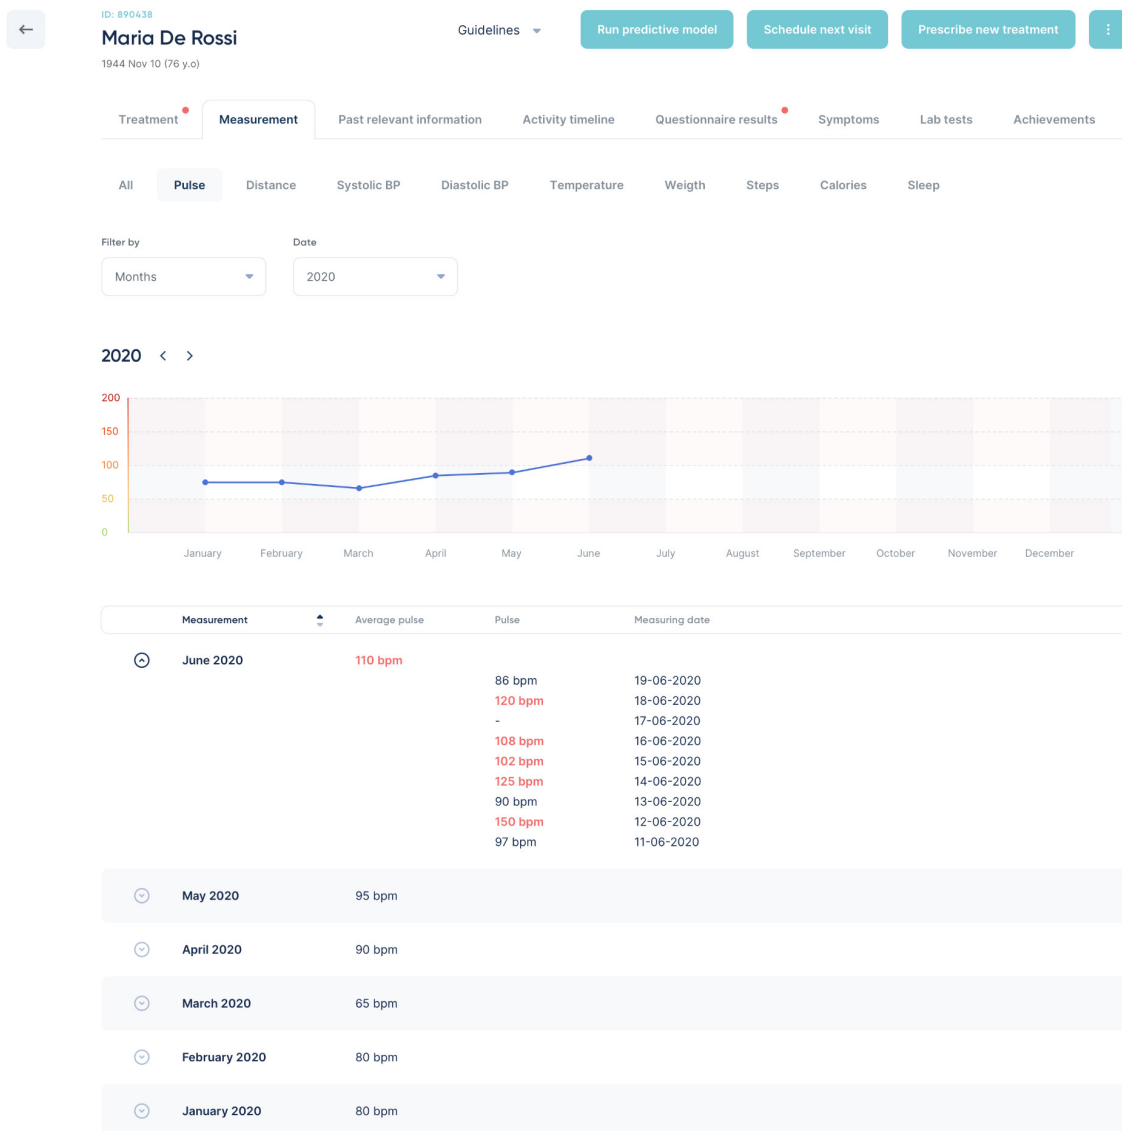 ID: 890438
Maria De Rossi
1944 Nov 10 (76 y.o)
Guidelines
Run predictive model
Schedule next visit
Prescribe new treatment
Treatment Measurement Past relevant information Activity timeline Questionnaire results Symptoms Lab tests Achievements
All Pulse Distance Systolic BP Diastolic BP Temperature Weigth Steps Calories Sleep
Filter by Date
Months 2020
2020
200
150
100
50
0
January February March April May June July August September October November December
Measurement Average pulse Pulse Measuring date
June 2020 110 bpm
86 bpm 19-06-2020
120 bpm 18-06-2020
- 17-06-2020
108 bpm 16-06-2020
102 bpm 15-06-2020
125 bpm 14-06-2020
90 bpm 13-06-2020
150 bpm 12-06-2020
97 bpm 11-06-2020
May 2020 95 bpm
April 2020 90 bpm
March 2020 65 bpm
February 2020 80 bpm
January 2020 80 bpm